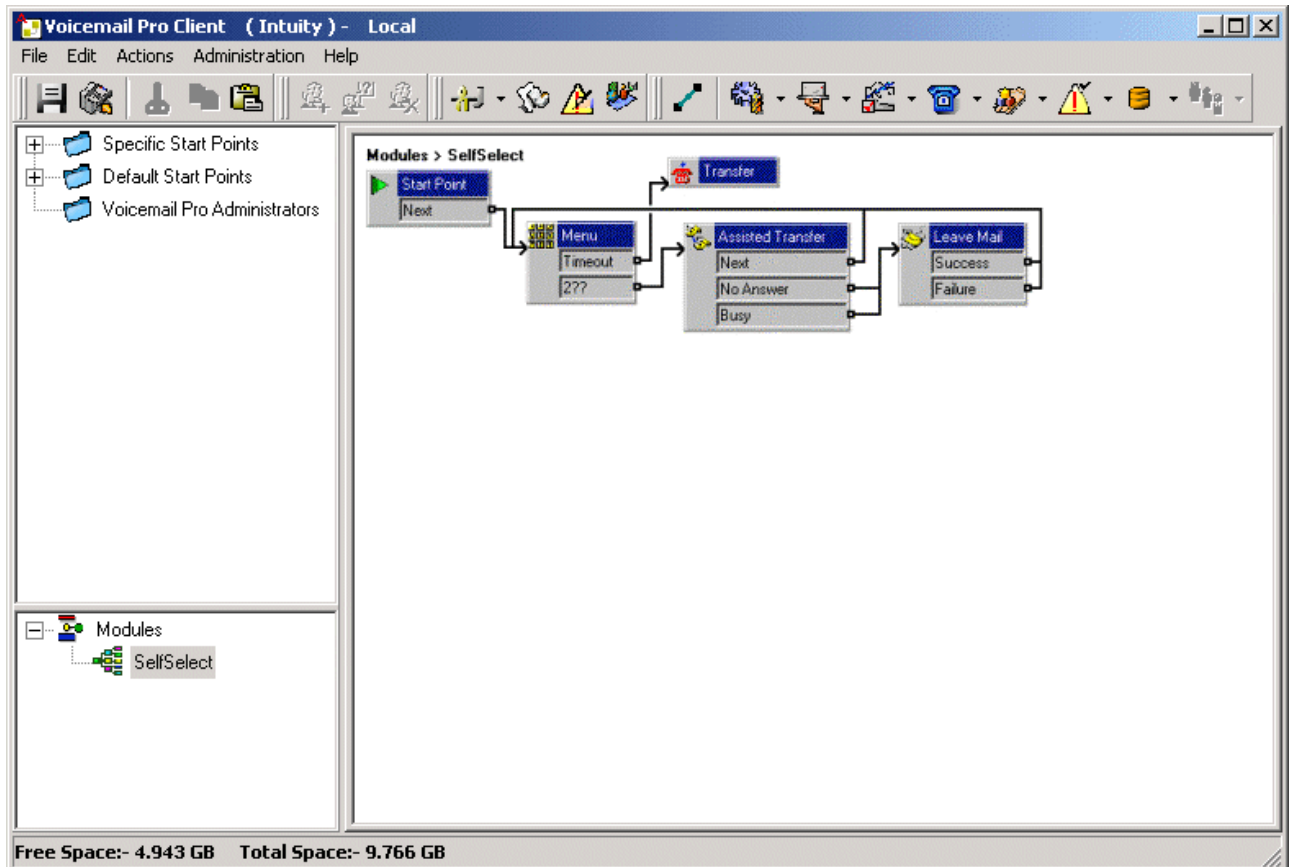 Voicemail Pro Client ( Intuity ) - Local
File Edit Actions Administration Help
Specific Start Points
Default Start Points
Voicemail Pro Administrators
Modules
SelfSelect
Modules > SelfSelect
Start Point
Next
Menu
Timeout
2??
Transfer
Assisted Transfer
Next
No Answer
Busy
Leave Mail
Success
Failure
Free Space:- 4.943 GB Total Space:- 9.766 GB